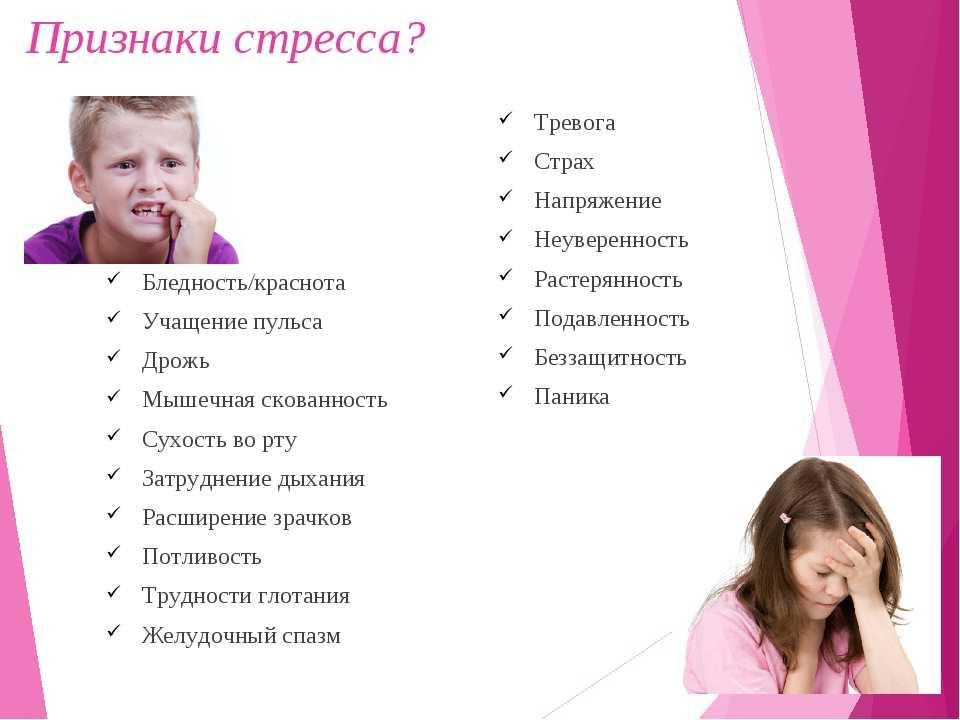 Признаки стресса?
Бледность/краснота
Учащение пульса
Дрожь
Мышечная скованность
Сухость во рту
Затруднение дыхания
Расширение зрачков
Потливость
Трудности глотания
Желудочный спазм
Тревога
Страх
Напряжение
Неуверенность
Растерянность
Подавленность
Беззащитность
Паника